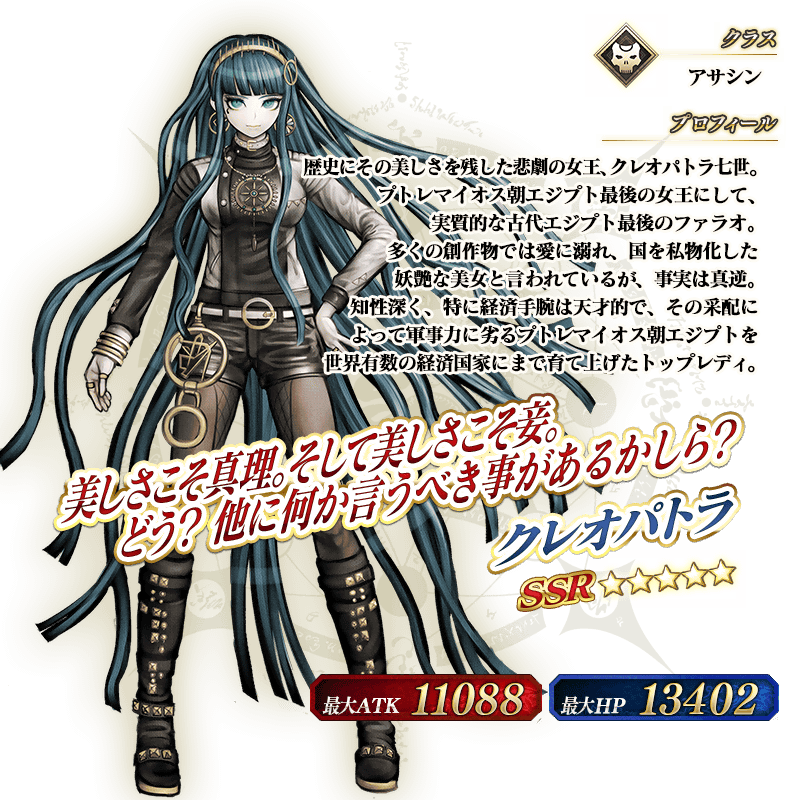 クラス
アサシン
プロフィール
歴史にその美しさを残した悲劇の女王、クレオパトラ七世。
プトレマイオス朝エジプト最後の女王にして、
実質的な古代エジプト最後のファラオ。
多くの創作物では愛に溺れ、国を私物化した
妖艶な美女と言われているが、事実は真逆。
知性深く、特に経済手腕は天才的で、その采配に
よって軍事力に劣るプトレマイオス朝エジプトを
世界有数の経済国家にまで育て上げたトップレディ。
美しさこそ真理。そして美しさこそ妾。
どう？ 他に何か言うべき事があるかしら？
クレオパトラ
SSR☆☆☆☆☆
最大ATK 11088
最大HP 13402